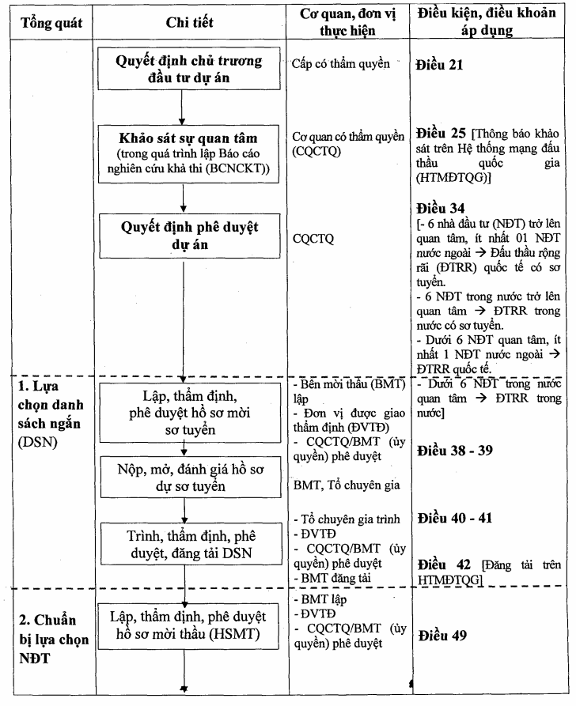 Tổng quát
Chi tiết
Cơ quan, đơn vị
thực hiện
Điều kiện, điều khoản
áp dụng
Quyết định chủ trương
đầu tư dự án
Cấp có thẩm quyền
Điều 21
Khảo sát sự quan tâm
(trong quá trình lập Báo cáo
nghiên cứu khả thi (BCNCKT))
Cơ quan có thẩm quyền
(CQCTQ)
Điều 25 [Thông báo khảo
sát trên Hệ thống mạng đấu
thầu quốc gia
(HTMĐTQG)]
Quyết định phê duyệt
dự án
CQCTQ
Điều 34
[- 6 nhà đầu tư (NĐT) trở lên
quan tâm, ít nhất 01 NĐT
nước ngoài → Đấu thầu rộng
rãi (ĐTRR) quốc tế có sơ
tuyển.
- 6 NĐT trong nước trở lên
quan tâm → ĐTRR trong
nước có sơ tuyển.
- Dưới 6 NĐT quan tâm, ít
nhất 1 NĐT nước ngoài →
ĐTRR quốc tế.
- Dưới 6 NĐT trong nước
quan tâm → ĐTRR trong
nước]
1. Lựa
chọn danh
sách ngắn
(DSN)
Lập, thẩm định,
phê duyệt hồ sơ mời
sơ tuyển
- Bên mời thầu (BMT)
lập
- Đơn vị được giao
thẩm định (ĐVTĐ)
- CQCTQ/BMT (ủy
quyền) phê duyệt
Điều 38 - 39
Nộp, mở, đánh giá hồ sơ
dự sơ tuyển
BMT, Tổ chuyên gia
Trình, thẩm định, phê
duyệt, đăng tải DSN
- Tổ chuyên gia trình
- ĐVTĐ
- CQCTQ/BMT (ủy
quyền) phê duyệt
- BMT đăng tải
Điều 40 - 41
Điều 42 [Đăng tải trên
HTMĐTQG]
2. Chuẩn
bị lựa chọn
NĐT
Lập, thẩm định, phê duyệt
hồ sơ mời thầu (HSMT)
- BMT lập
- ĐVTĐ
- CQCTQ/BMT (ủy
quyền) phê duyệt
Điều 49